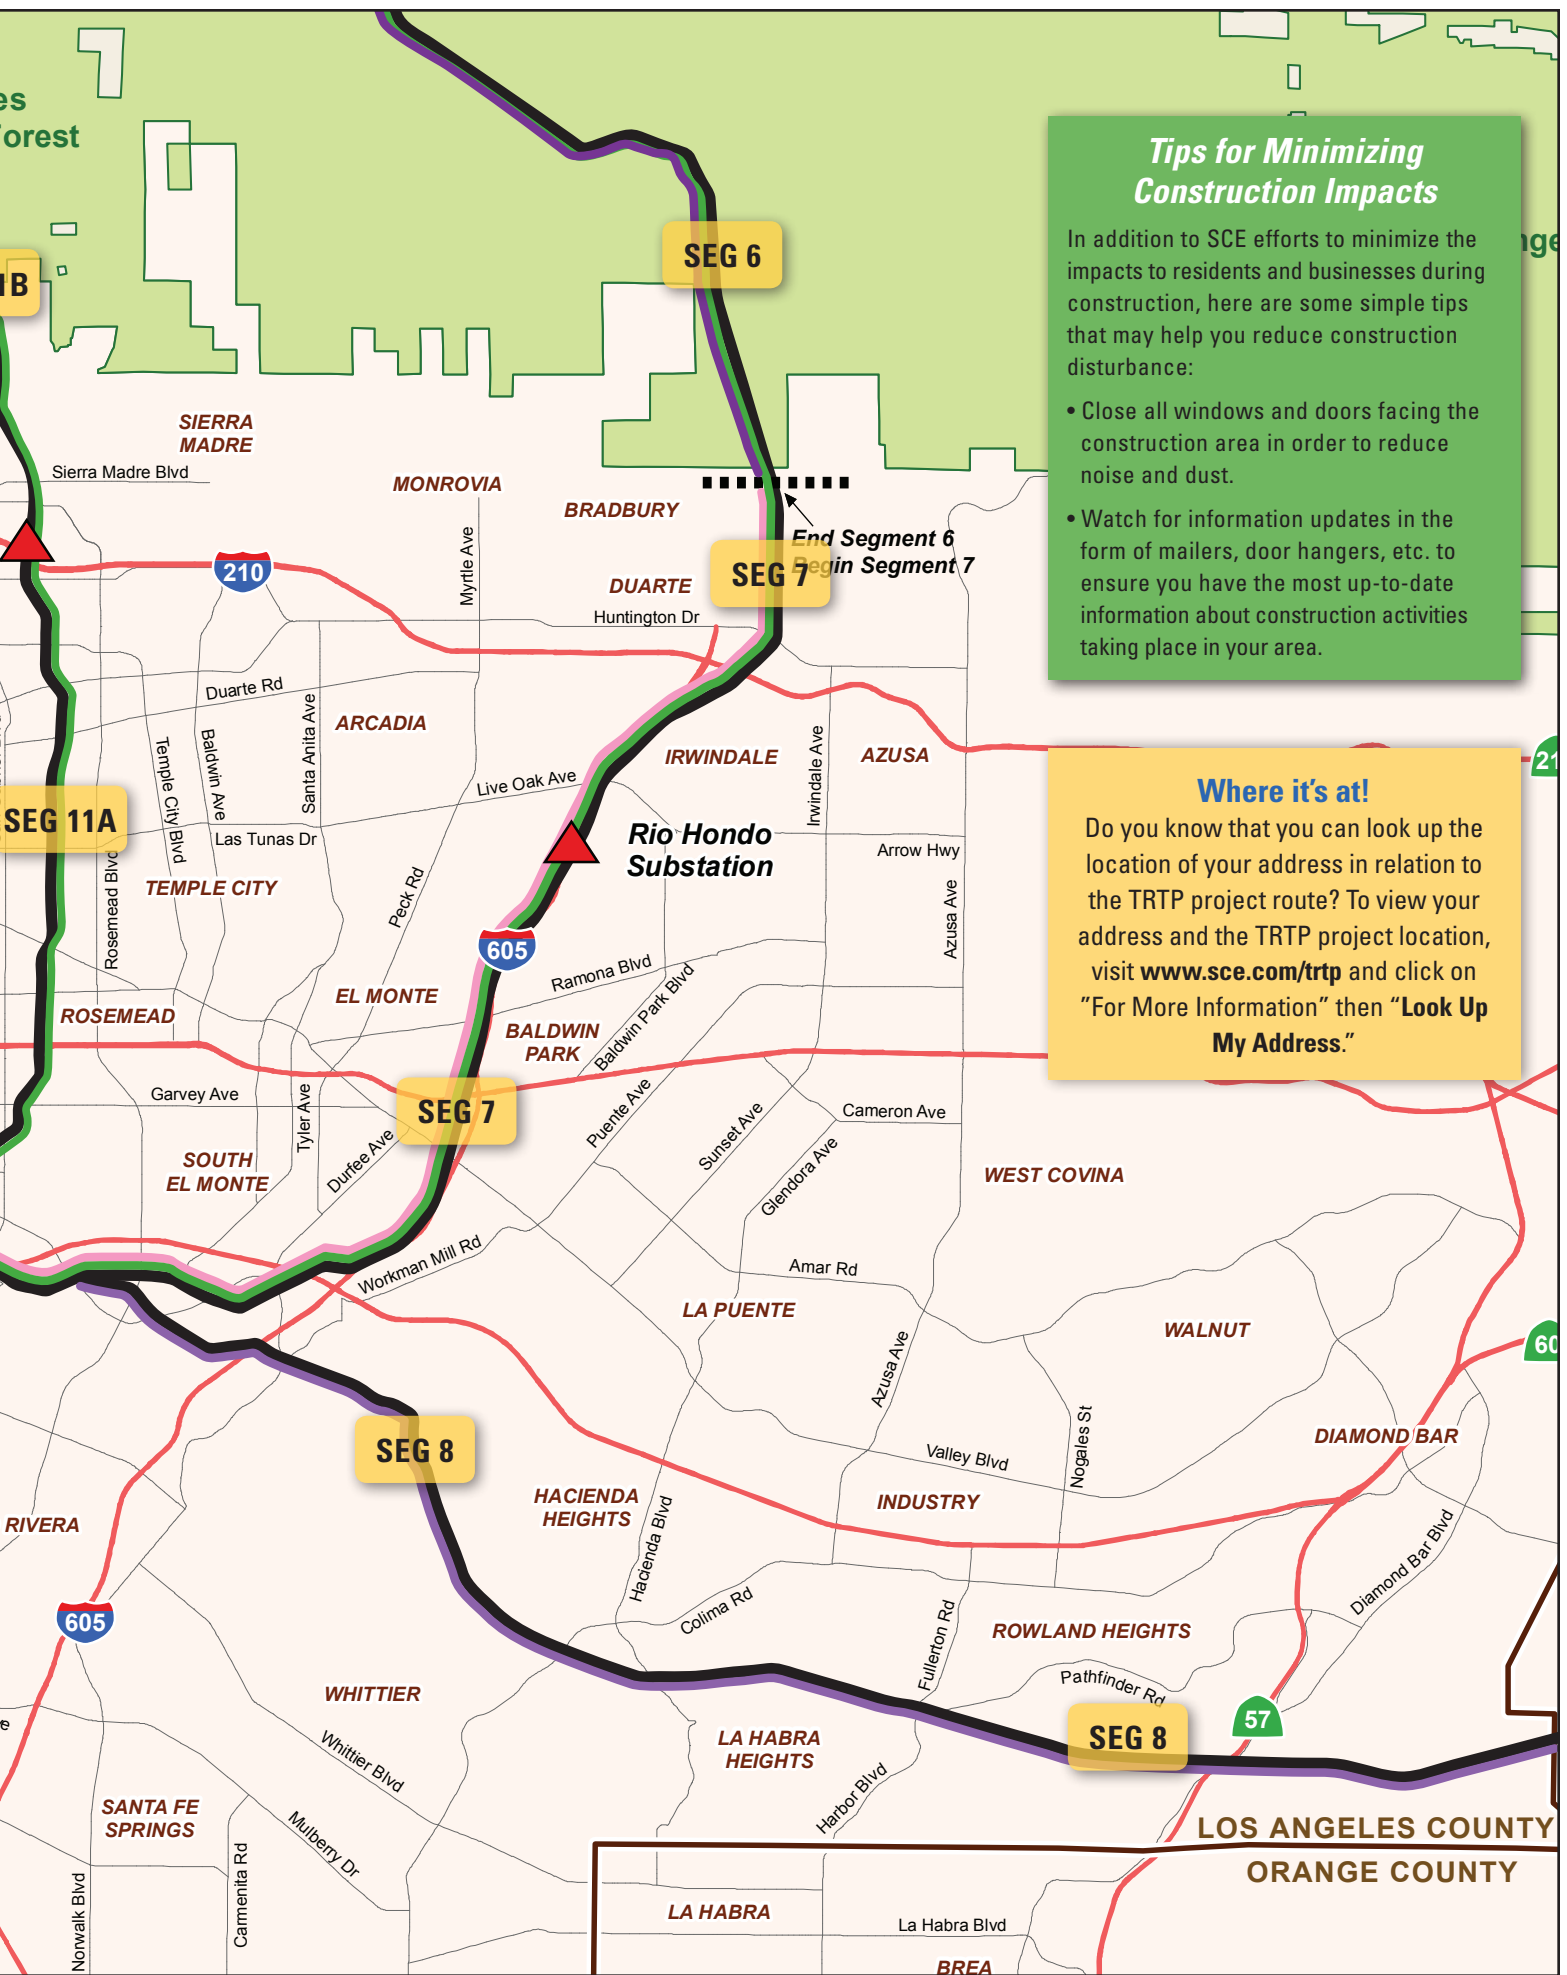 es
Forest
SEG 6
Tips for Minimizing
Construction Impacts
In addition to SCE efforts to minimize the
impacts to residents and businesses during
construction, here are some simple tips
that may help you reduce construction
disturbance:
• Close all windows and doors facing the
construction area in order to reduce
noise and dust.
• Watch for information updates in the
form of mailers, door hangers, etc. to
ensure you have the most up-to-date
information about construction activities
taking place in your area.
nge
1B
SIERRA
MADRE
Sierra Madre Blvd
MONROVIA
BRADBURY
End Segment 6
Begin Segment 7
SEG 7
Myrtle Ave
210
DUARTE
Huntington Dr
Duarte Rd
Santa Anita Ave
ARCADIA
Temple City Blvd
Baldwin Ave
IRWINDALE
Irwindale Ave
AZUSA
21
Live Oak Ave
SEG 11A
Las Tunas Dr
Rio Hondo
Substation
Arrow Hwy
Rosemead Blvd
TEMPLE CITY
Peck Rd
Azusa Ave
605
Ramona Blvd
Where it's at!
Do you know that you can look up the
location of your address in relation to
the TRTP project route? To view your
address and the TRTP project location,
visit www.sce.com/trtp and click on
"For More Information" then "Look Up
My Address."
EL MONTE
ROSEMEAD
BALDWIN
PARK
Baldwin Park Blvd
Garvey Ave
Tyler Ave
SEG 7
Puente Ave
Sunset Ave
Cameron Ave
Durfee Ave
Glendora Ave
SOUTH
EL MONTE
WEST COVINA
Workman Mill Rd
Amar Rd
LA PUENTE
WALNUT
60
Azusa Ave
SEG 8
Valley Blvd
Nogales St
DIAMOND BAR
HACIENDA
HEIGHTS
INDUSTRY
RIVERA
Hacienda Blvd
Diamond Bar Blvd
605
Colima Rd
Fullerton Rd
ROWLAND HEIGHTS
Pathfinder Rd
WHITTIER
e
57
SEG 8
LA HABRA
HEIGHTS
Whittier Blvd
Harbor Blvd
SANTA FE
SPRINGS
Mulberry Dr
LOS ANGELES COUNTY
ORANGE COUNTY
Carmenita Rd
Norwalk Blvd
LA HABRA
La Habra Blvd
BREA